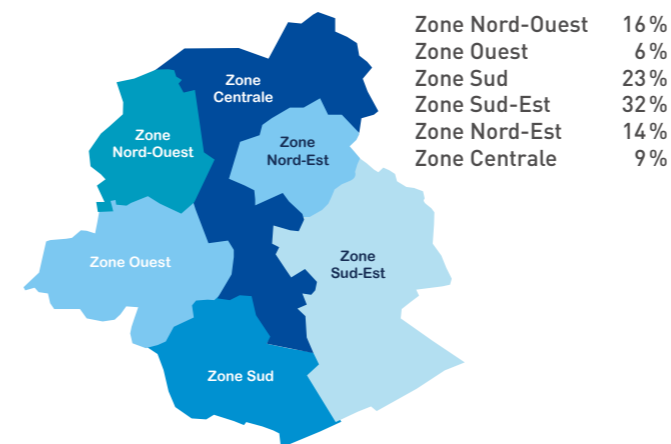 Zone Nord-Ouest 16 %
Zone Ouest 6 %
Zone Sud 23 %
Zone Sud-Est 32 %
Zone Nord-Est 14 %
Zone Centrale 9 %
Zone
Centrale
Zone
Nord-Ouest
Zone
Nord-Est
Zone Ouest
Zone
Sud-Est
Zone Sud